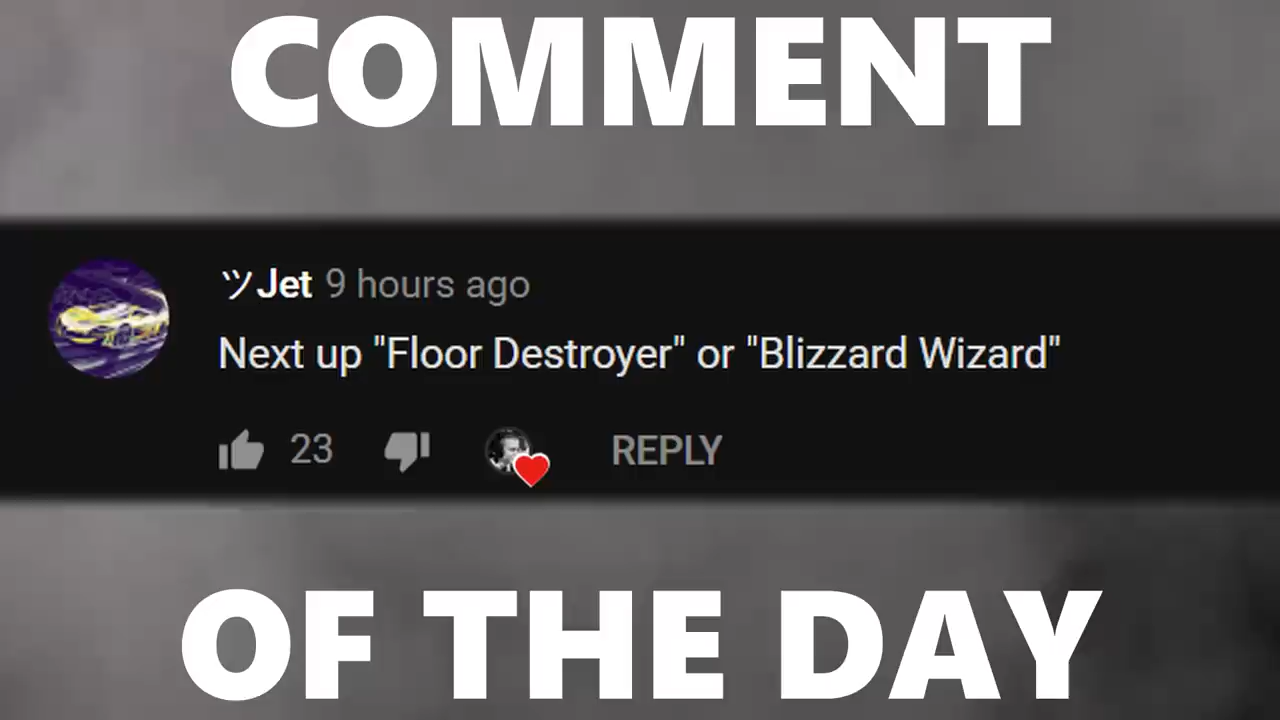 COMMENT
ツJet 9 hours ago
Next up "Floor Destroyer" or "Blizzard Wizard"
23 REPLY
OF THE DAY